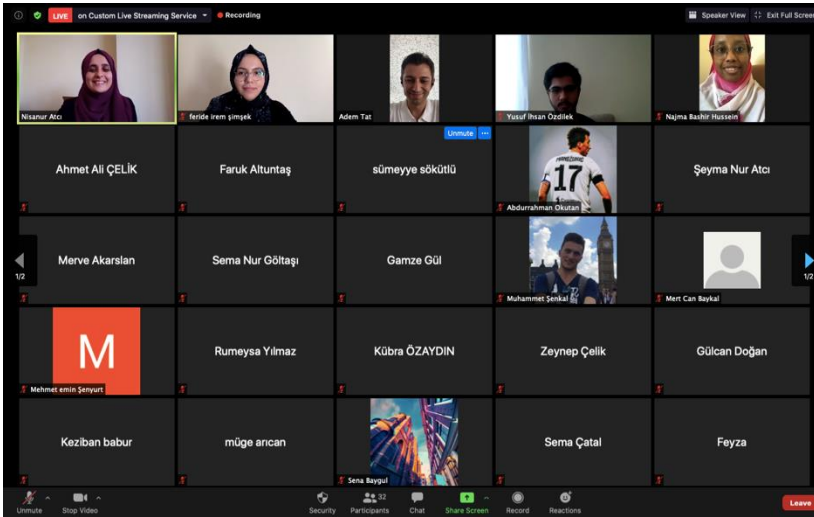 LIVE on Custom Live Streaming Service Recording Speaker View Exit Full Screen
Nisanur Atcı
feride irem şimşek
Adem Tat
Yusuf İhsan Özdilek
Najma Bashir Hussein
Ahmet Ali ÇELİK
Faruk Altuntaş
Unmute
sümeyye sökütlü
17
Abdurrahman Okutan
Şeyma Nur Atcı
1/2
Merve Akarslan
Sema Nur Göltaşı
Gamze Gül
Muhammet Şenkal
Mert Can Baykal
1/2
M
Mehmet emin Şenyurt
Rumeysa Yılmaz
Kübra ÖZAYDIN
Zeynep Çelik
Gülcan Doğan
Keziban babur
müge arıcan
Sena Baygul
Sema Çatal
Feyza
Unmute Stop Video Security Participants 32 Chat Share Screen Record Reactions Leave